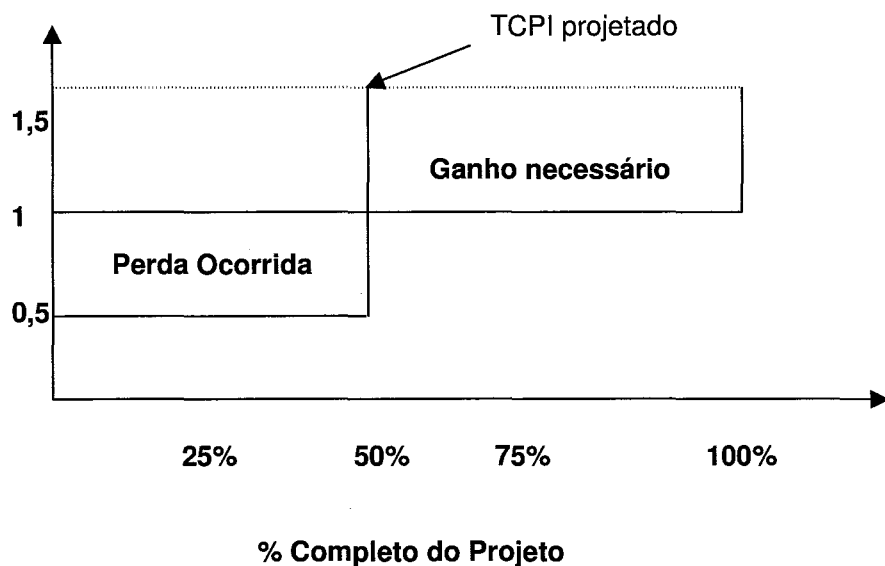 TCPI projetado
1,5
Ganho necessário
1
Perda Ocorrida
0,5
25% 50% 75% 100%
% Completo do Projeto